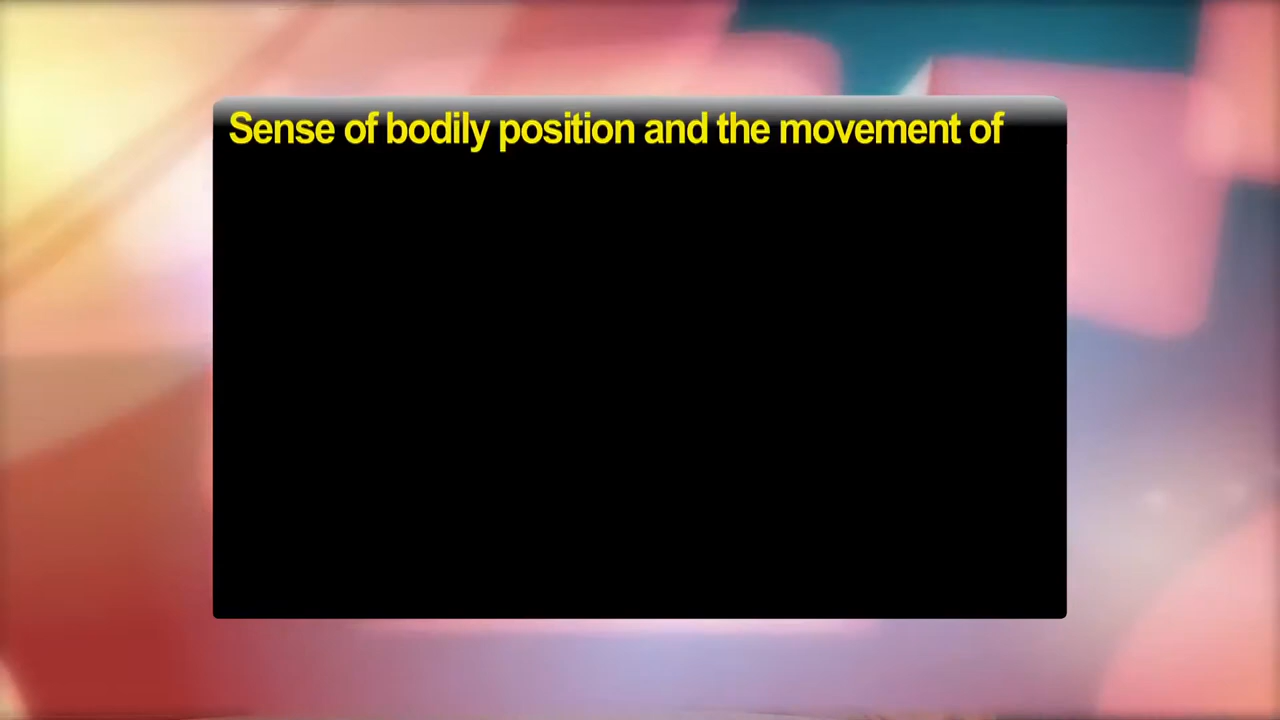 Sense of bodily position and the movement of